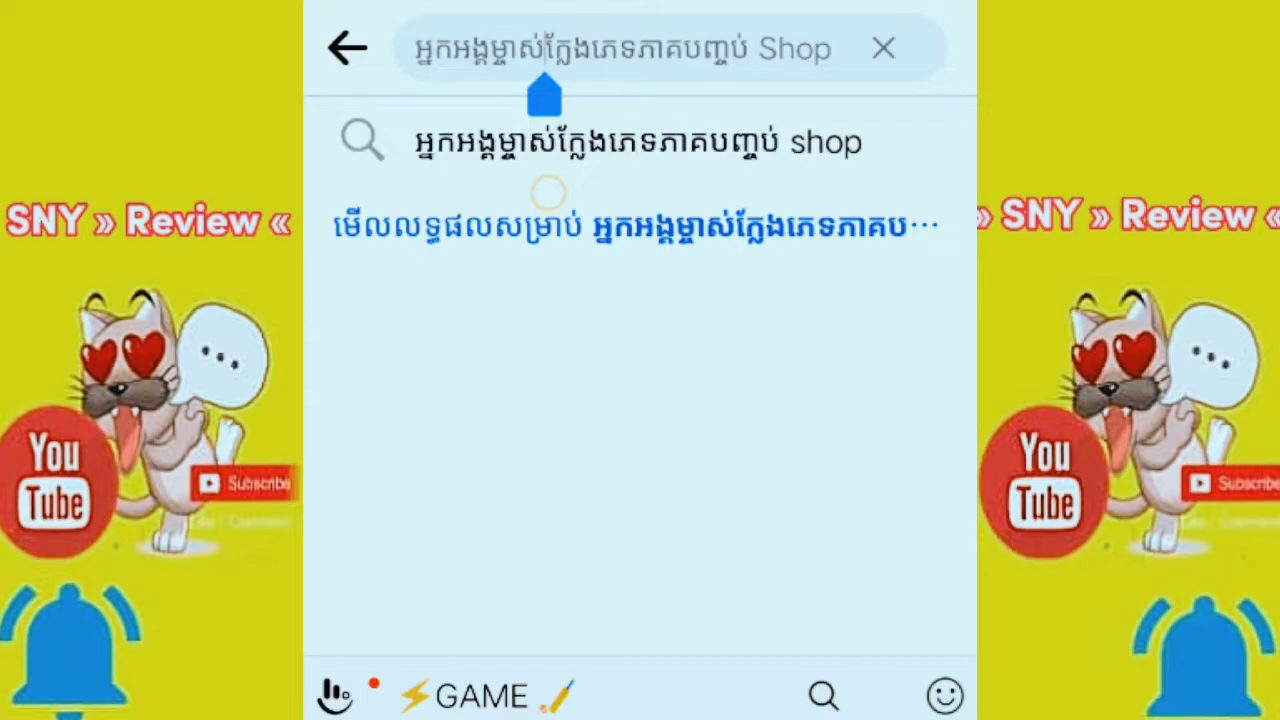 អ្នកអង្គម្ចាស់ក្លែងភេទភាគបញ្ចប់ Shop
អ្នកអង្គម្ចាស់ក្លែងភេទភាគបញ្ចប់ shop
មើលលទ្ធផលសម្រាប់ អ្នកអង្គម្ចាស់ក្លែងភេទភាគប...
SNY » Review «
» SNY » Review «
You
Tube
Subscribe
You
Tube
Subscribe
⚡GAME 🏏